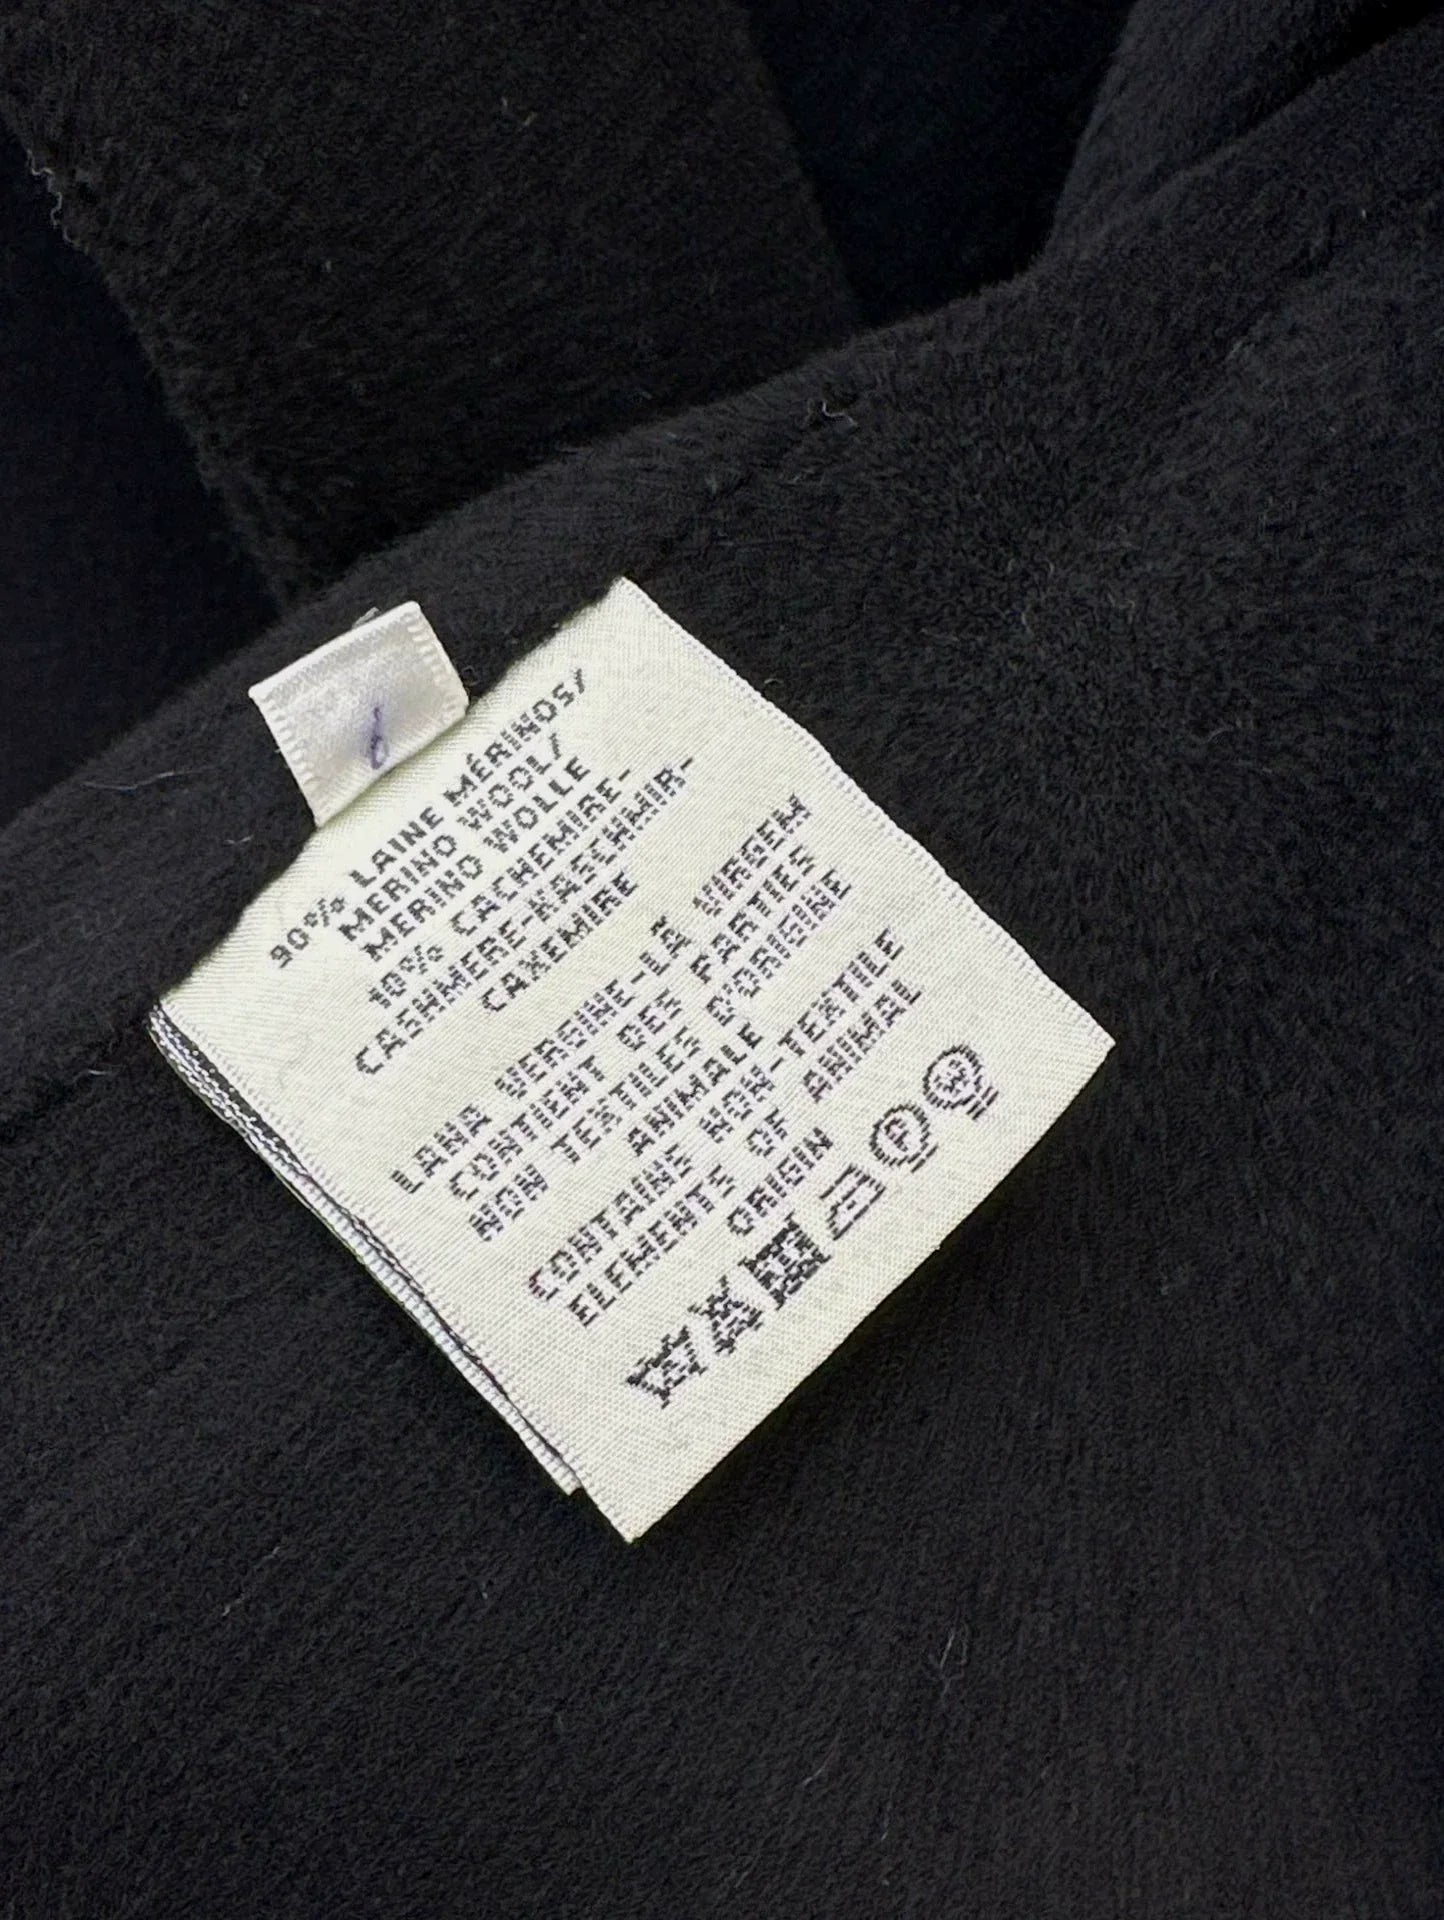 90% LAINE MÉRINOS/
MERINO WOOL/
MERINO WOLLE
10% CACHEMIRE-
CASHMERE-KASCHMIR-
CAXEMIRE
LANA VERGINE-LÃ VIRGEM
CONTIENT DES PARTIES
NON TEXTILES D'ORIGINE
ANIMALE
CONTAINS NON-TEXTILE
ELEMENTS OF ANIMAL
ORIGIN
P W